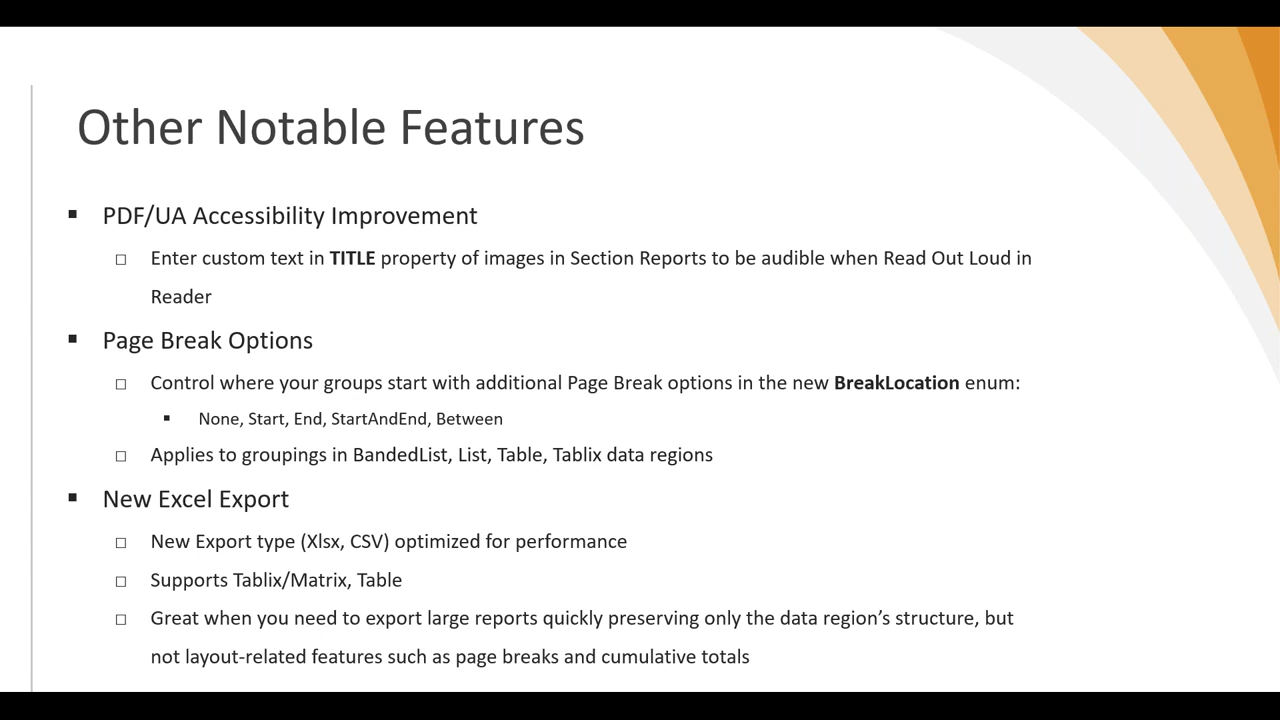 Other Notable Features
▪ PDF/UA Accessibility Improvement
□ Enter custom text in TITLE property of images in Section Reports to be audible when Read Out Loud in
Reader
▪ Page Break Options
□ Control where your groups start with additional Page Break options in the new BreakLocation enum:
▪ None, Start, End, StartAndEnd, Between
□ Applies to groupings in BandedList, List, Table, Tablix data regions
▪ New Excel Export
□ New Export type (Xlsx, CSV) optimized for performance
□ Supports Tablix/Matrix, Table
□ Great when you need to export large reports quickly preserving only the data region’s structure, but
not layout-related features such as page breaks and cumulative totals